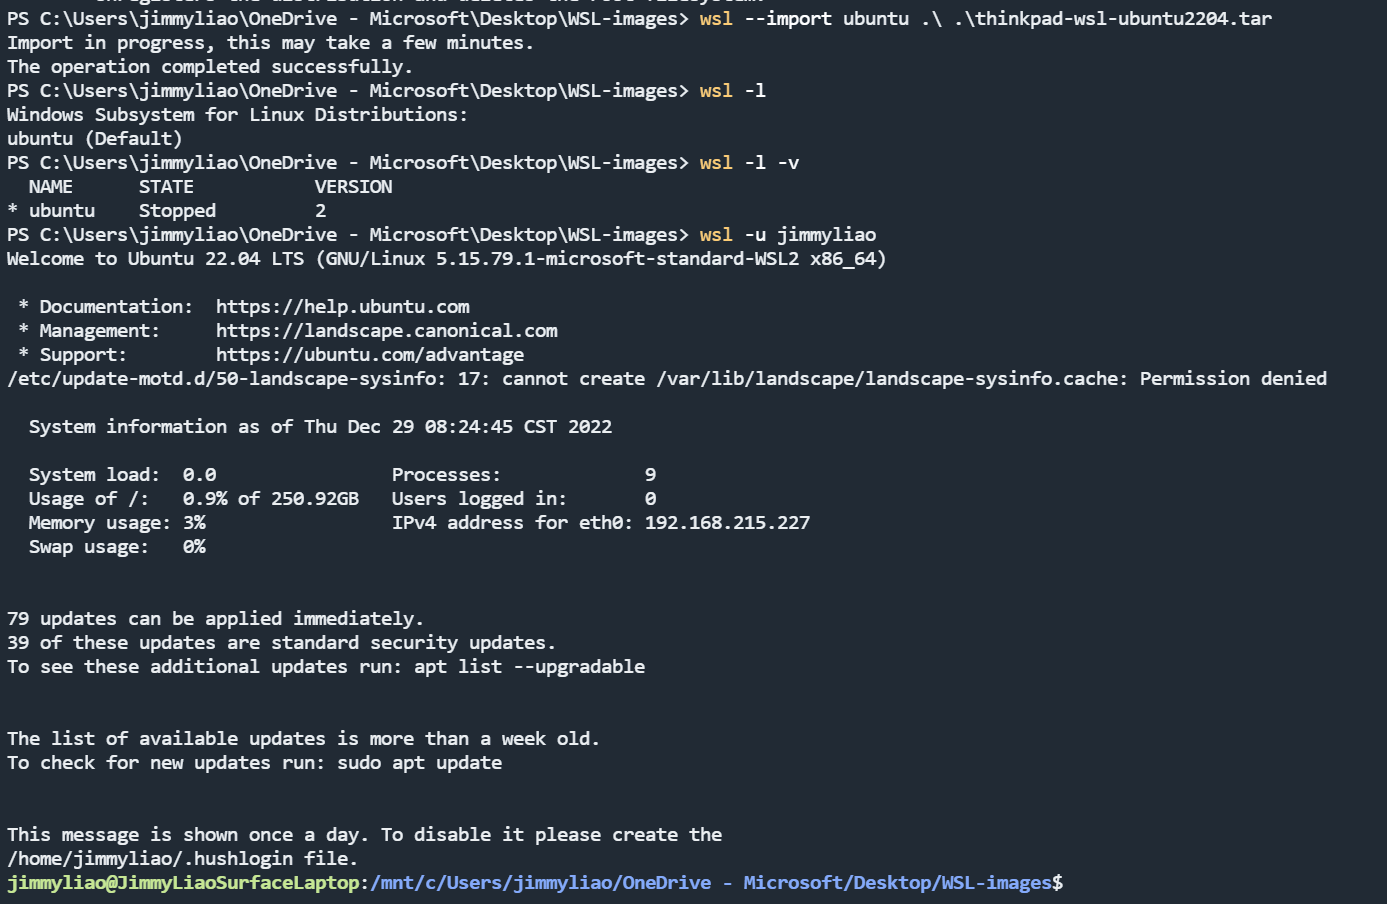 PS C:\Users\jimmyliao\OneDrive - Microsoft\Desktop\WSL-images> wsl --import ubuntu .\ .\thinkpad-wsl-ubuntu2204.tar
Import in progress, this may take a few minutes.
The operation completed successfully.
PS C:\Users\jimmyliao\OneDrive - Microsoft\Desktop\WSL-images> wsl -l
Windows Subsystem for Linux Distributions:
ubuntu (Default)
PS C:\Users\jimmyliao\OneDrive - Microsoft\Desktop\WSL-images> wsl -l -v
  NAME      STATE           VERSION
* ubuntu    Stopped         2
PS C:\Users\jimmyliao\OneDrive - Microsoft\Desktop\WSL-images> wsl -u jimmyliao
Welcome to Ubuntu 22.04 LTS (GNU/Linux 5.15.79.1-microsoft-standard-WSL2 x86_64)
 * Documentation:  https://help.ubuntu.com
 * Management:     https://landscape.canonical.com
 * Support:        https://ubuntu.com/advantage
/etc/update-motd.d/50-landscape-sysinfo: 17: cannot create /var/lib/landscape/landscape-sysinfo.cache: Permission denied
  System information as of Thu Dec 29 08:24:45 CST 2022
  System load:  0.0                Processes:             9
  Usage of /:   0.9% of 250.92GB   Users logged in:       0
  Memory usage: 3%                 IPv4 address for eth0: 192.168.215.227
  Swap usage:   0%
79 updates can be applied immediately.
39 of these updates are standard security updates.
To see these additional updates run: apt list --upgradable
The list of available updates is more than a week old.
To check for new updates run: sudo apt update
This message is shown once a day. To disable it please create the
/home/jimmyliao/.hushlogin file.
jimmyliao@JimmyLiaoSurfaceLaptop:/mnt/c/Users/jimmyliao/OneDrive - Microsoft/Desktop/WSL-images$